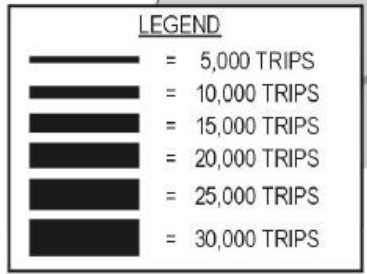 LEGEND
= 5,000 TRIPS
= 10,000 TRIPS
= 15,000 TRIPS
= 20,000 TRIPS
= 25,000 TRIPS
= 30,000 TRIPS